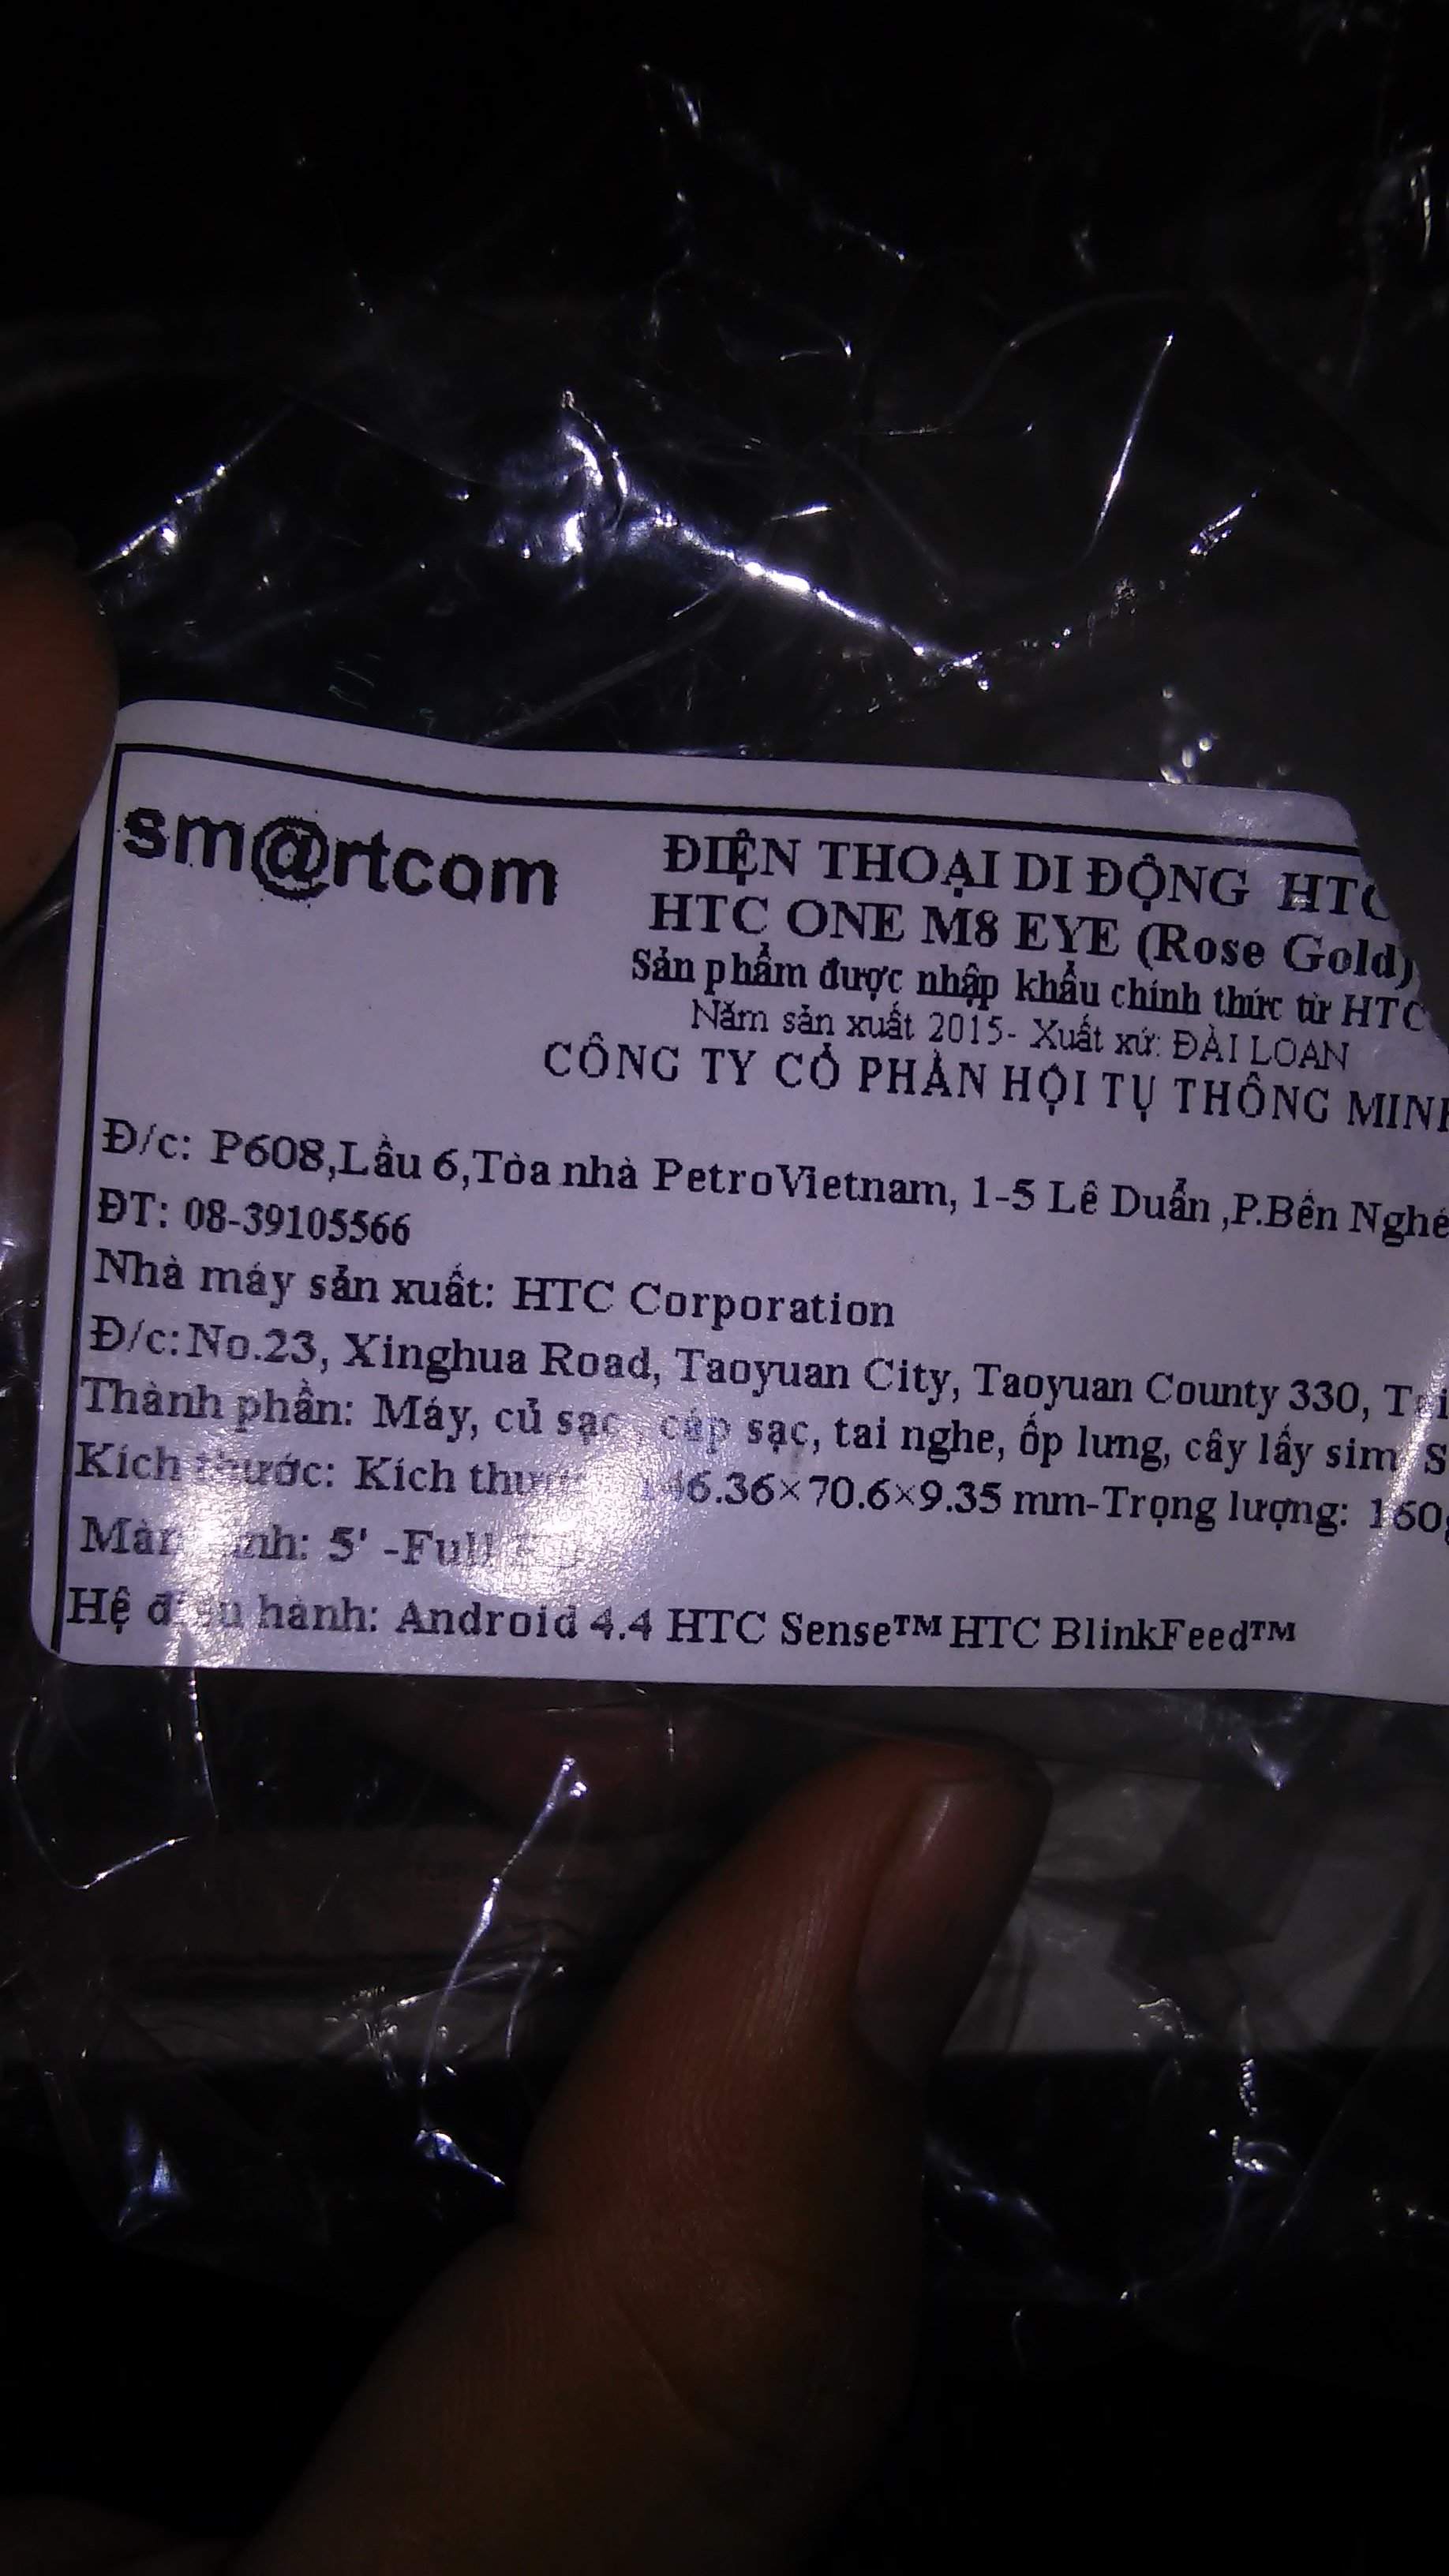 sm@rtcom
ĐIỆN THOẠI DI ĐỘNG HTC
HTC ONE M8 EYE (Rose Gold)
Sản phẩm được nhập khẩu chính thức từ HTC
Năm sản xuất 2015- Xuất xứ: ĐÀI LOAN
CÔNG TY CỔ PHẦN HỘI TỤ THÔNG MINH
Đ/c: P608,Lầu 6,Tòa nhà PetroVietnam, 1-5 Lê Duẩn ,P.Bến Nghé
ĐT: 08-39105566
Nhà máy sản xuất: HTC Corporation
Đ/c:No.23, Xinghua Road, Taoyuan City, Taoyuan County 330,
Thành phần: Máy, củ sạc, cáp sạc, tai nghe, ốp lưng, cây lấy sim
Kích thước: Kích thước: 146.36×70.6×9.35 mm-Trọng lượng: 160g
Màn hình: 5' -Full HD
Hệ điều hành: Android 4.4 HTC Sense™ HTC BlinkFeed™